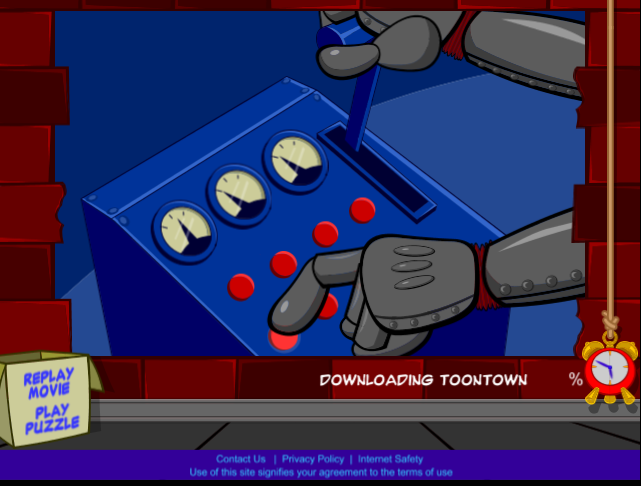 DOWNLOADING TOONTOWN %
REPLAY
MOVIE
PLAY
PUZZLE
Contact Us | Privacy Policy | Internet Safety
Use of this site signifies your agreement to the terms of use